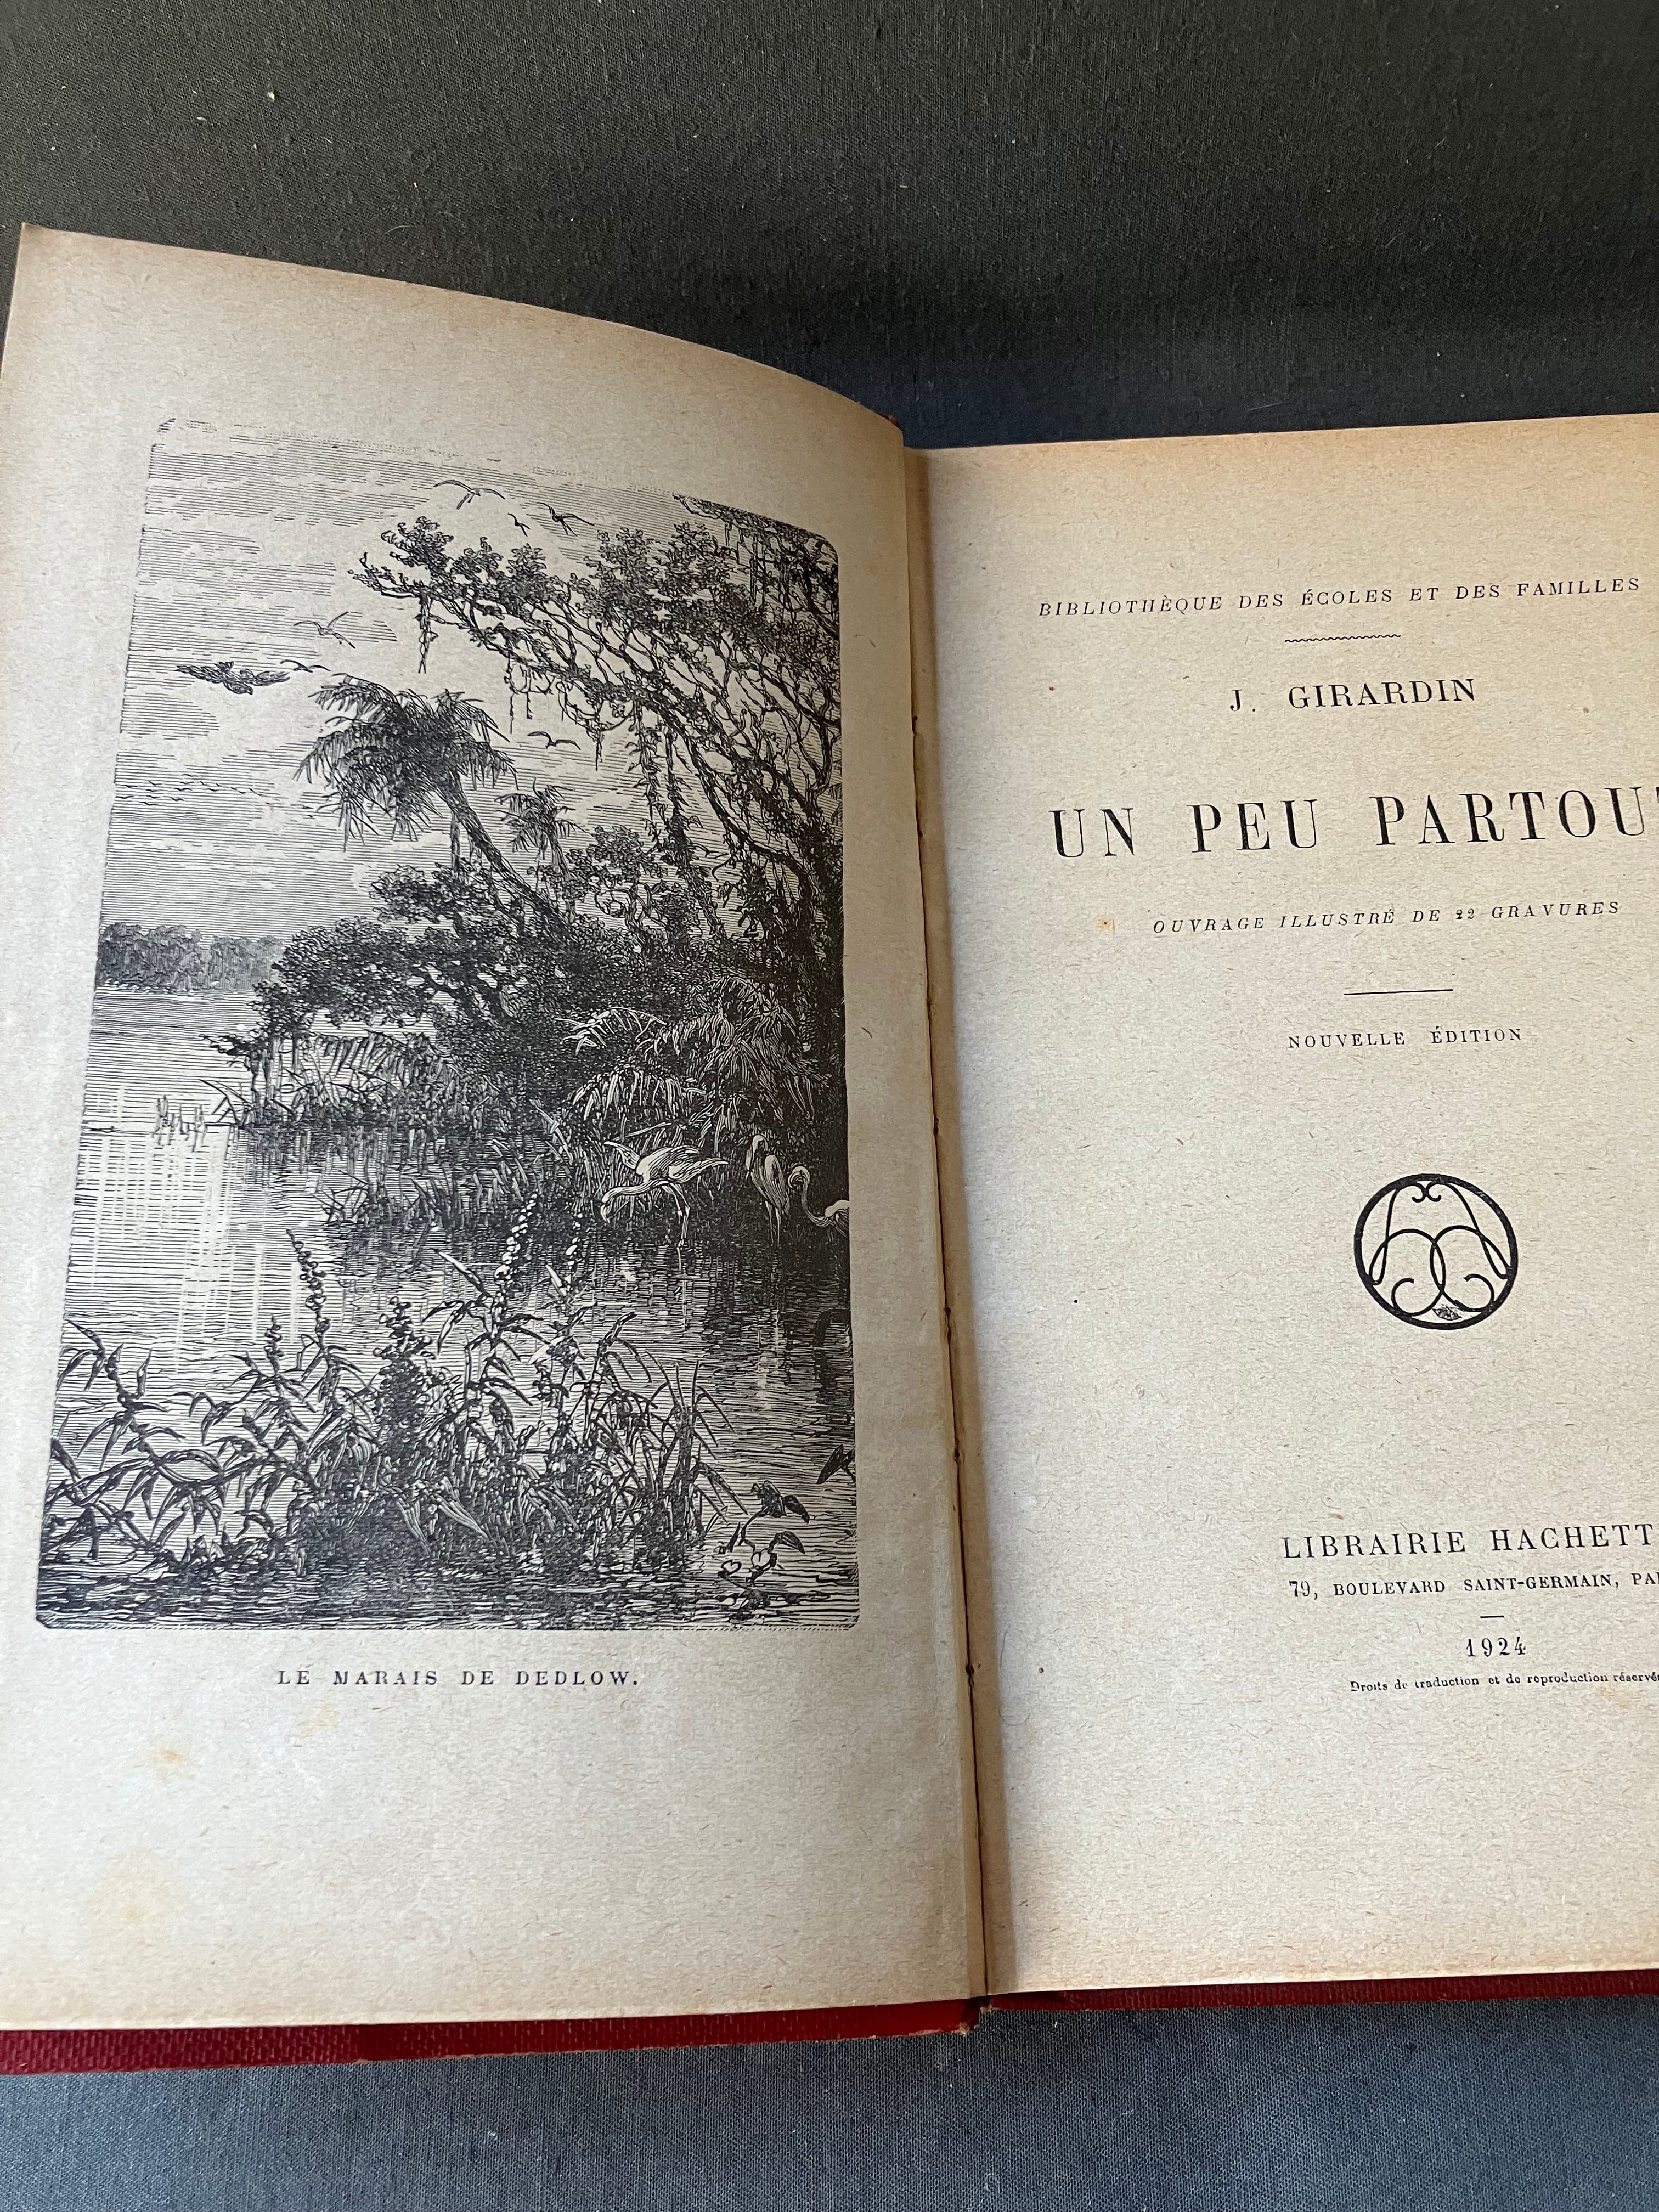 LE MARAIS DE DEDLOW.
BIBLIOTHÈQUE DES ÉCOLES ET DES FAMILLES
J. GIRARDIN
UN PEU PARTOUT
OUVRAGE ILLUSTRÉ DE 22 GRAVURES
NOUVELLE ÉDITION
LIBRAIRIE HACHETT
79, BOULEVARD SAINT-GERMAIN, PA
1924
Droits de traduction et de reproduction réservé